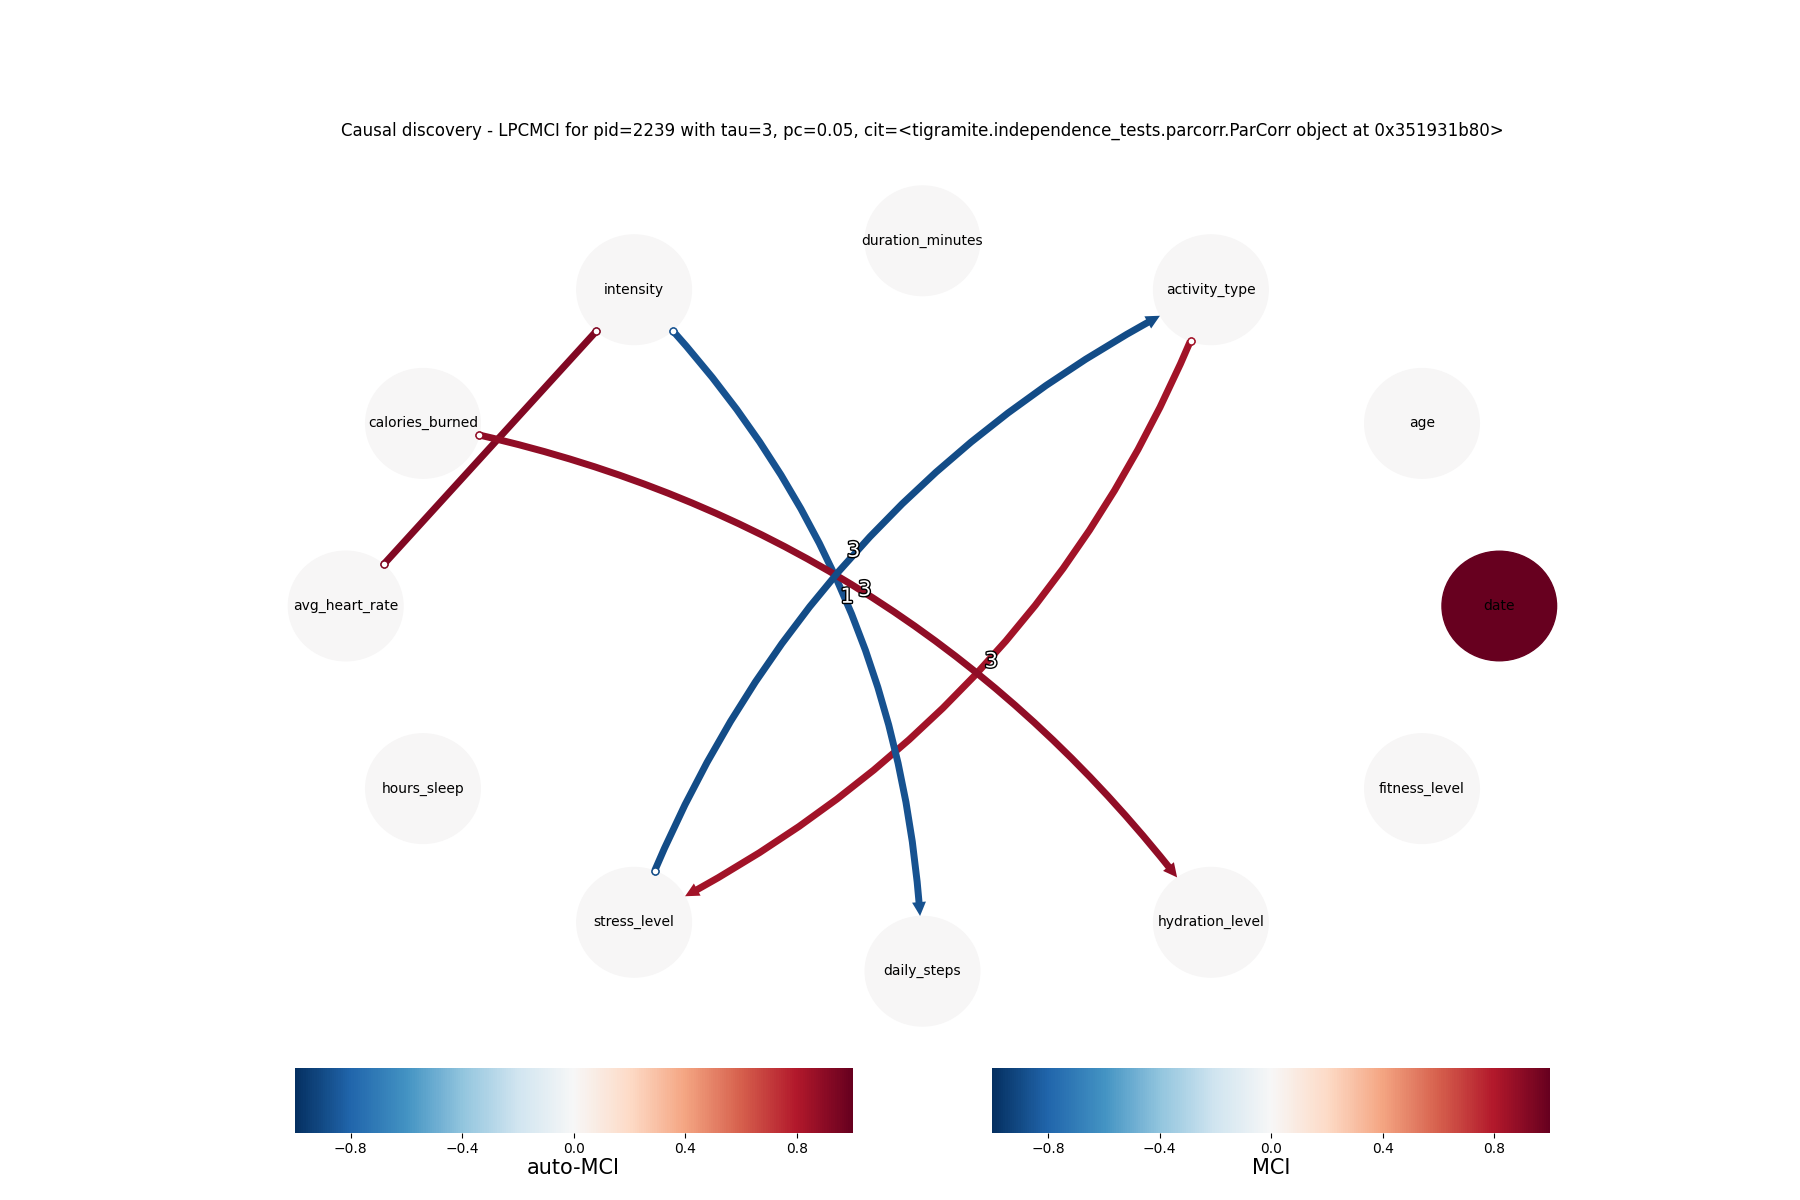 Causal discovery - LPCMCI for pid=2239 with tau=3, pc=0.05, cit=<tigramite.independence_tests.parcorr.ParCorr object at 0x351931b80>
duration_minutes
intensity
activity_type
calories_burned
age
3
3
1
avg_heart_rate
date
3
hours_sleep
fitness_level
stress_level
hydration_level
daily_steps
−0.8 −0.4 0.0 0.4 0.8
auto-MCI
−0.8 −0.4 0.0 0.4 0.8
MCI